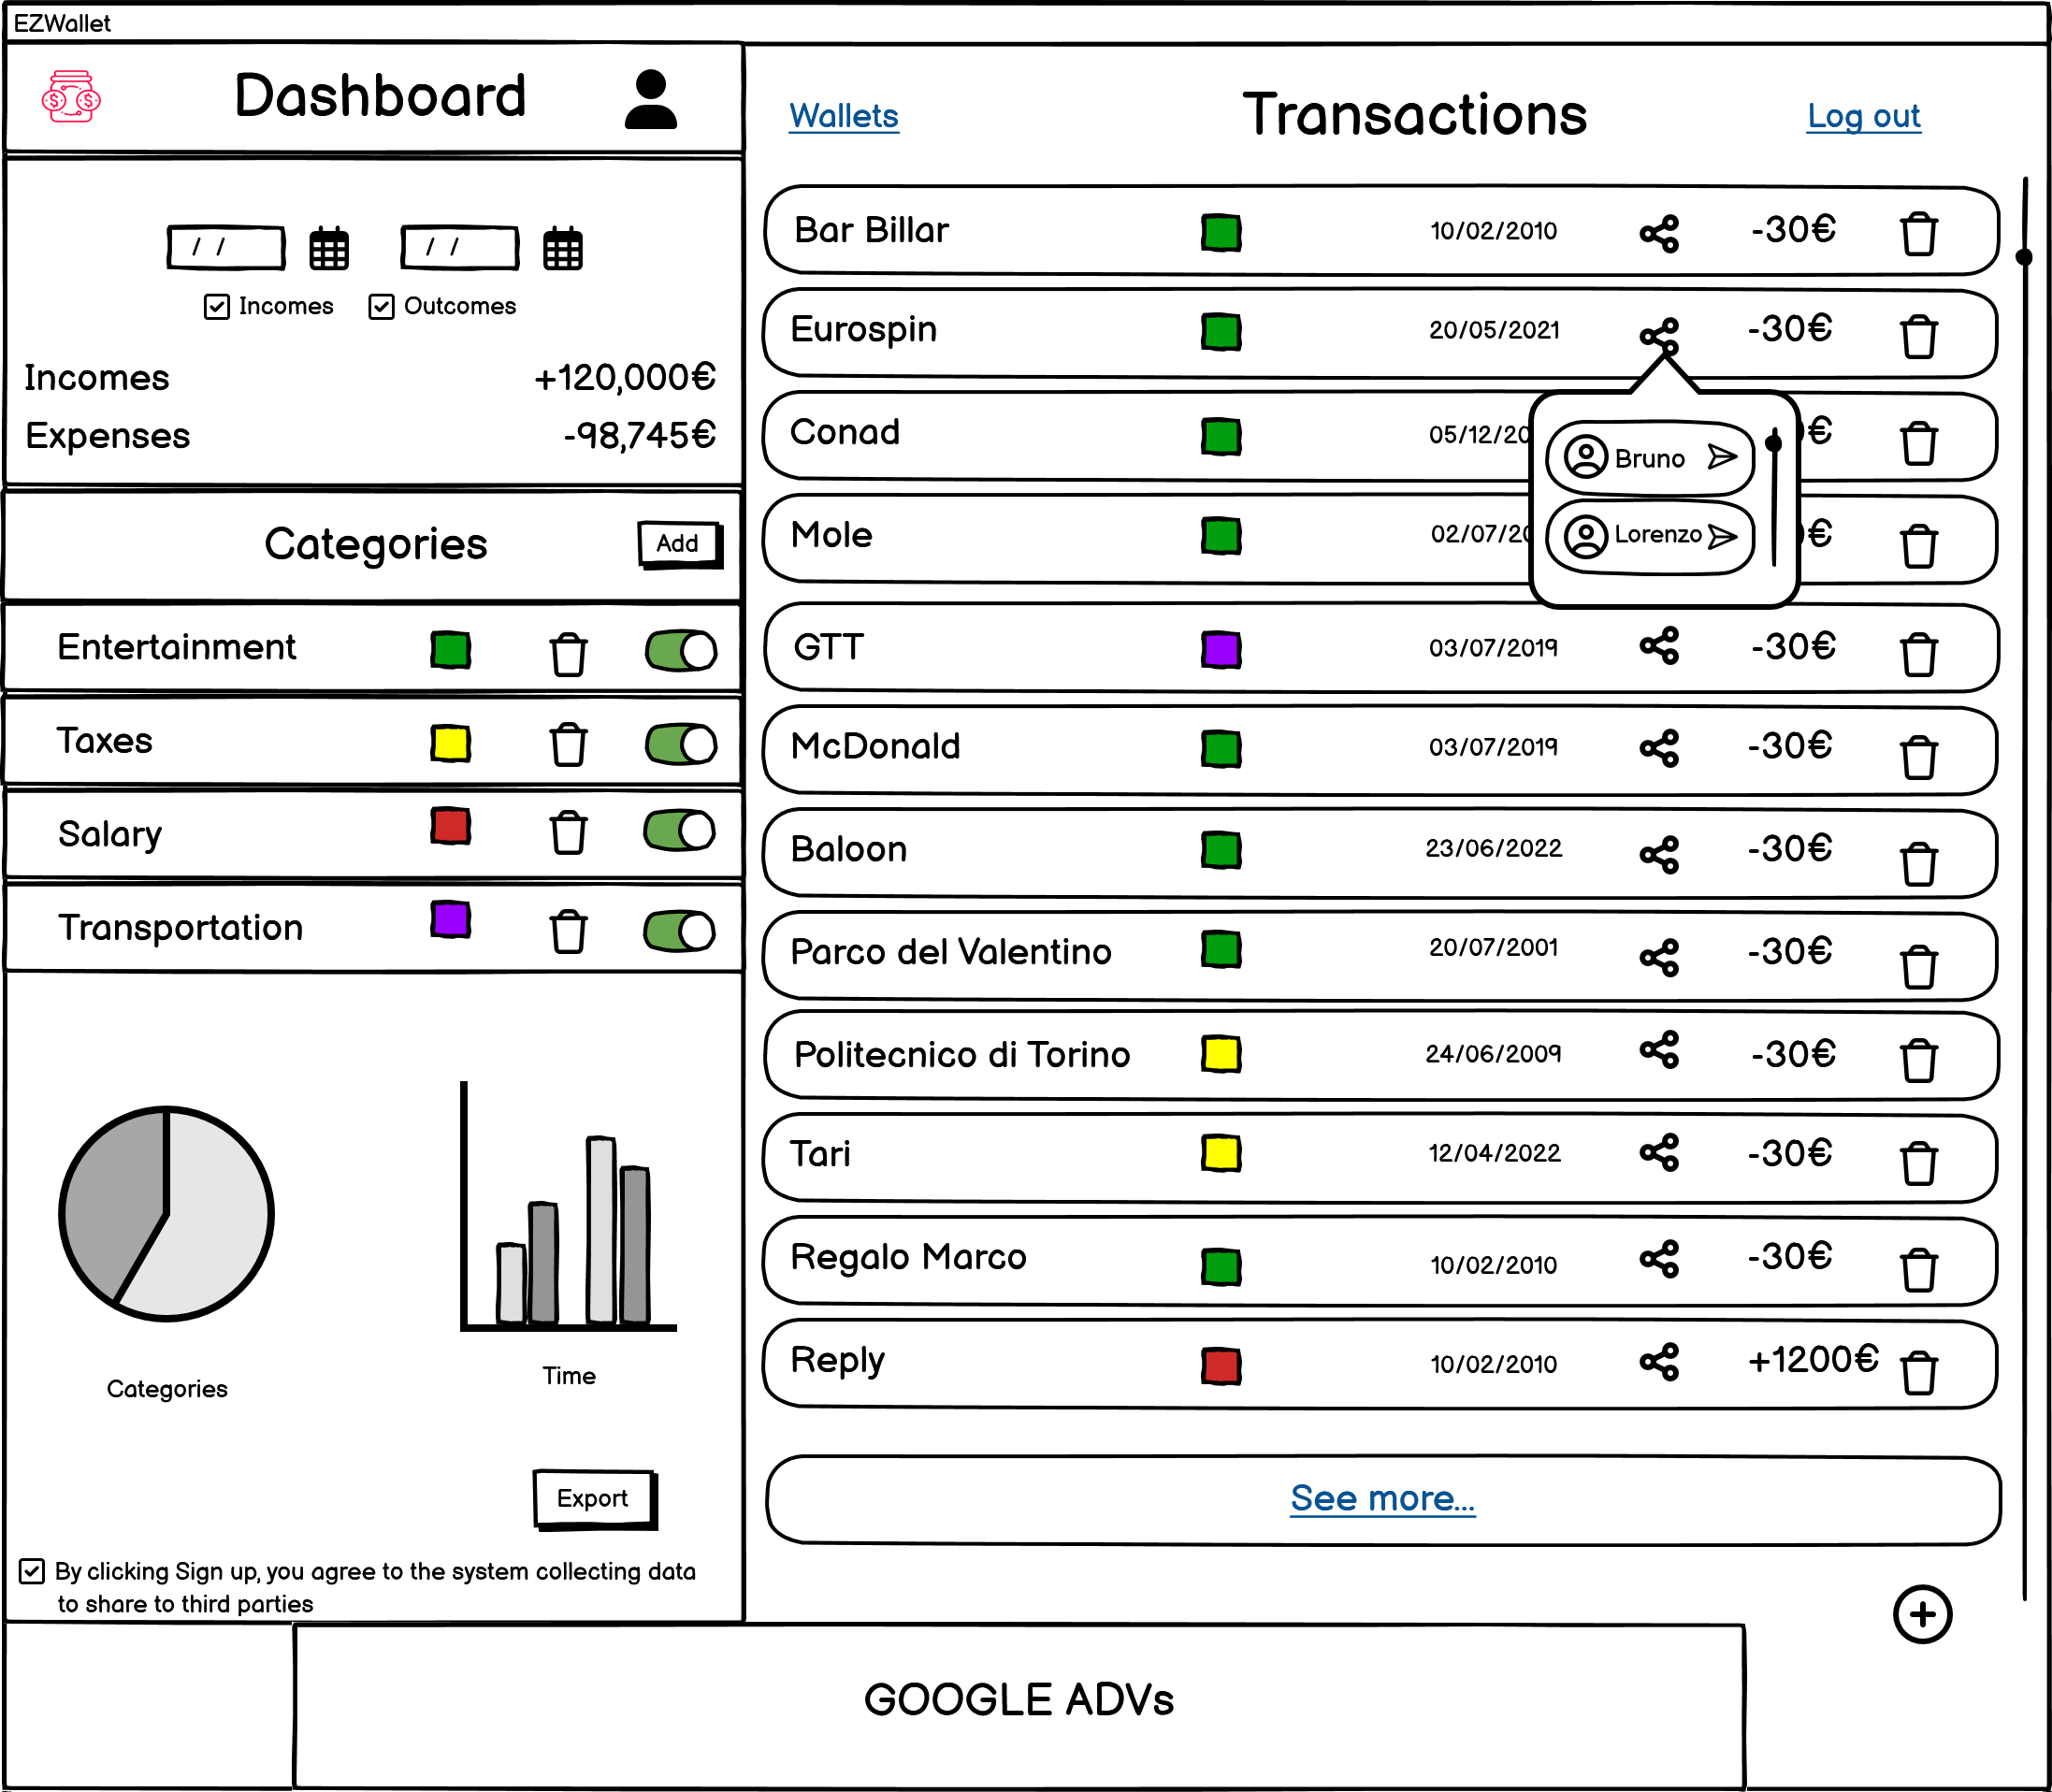 EZWallet
Dashboard
/ /
/ /
Incomes
Outcomes
Incomes +120,000€
Expenses -98,745€
Categories
Add
Entertainment
Taxes
Salary
Transportation
Categories
Time
Export
By clicking Sign up, you agree to the system collecting data
to share to third parties
Wallets
Transactions
Log out
Bar Billar 10/02/2010 -30€
Eurospin 20/05/2021 -30€
Conad 05/12/20 €
Bruno
Mole 02/07/20 €
Lorenzo
GTT 03/07/2019 -30€
McDonald 03/07/2019 -30€
Baloon 23/06/2022 -30€
Parco del Valentino 20/07/2001 -30€
Politecnico di Torino 24/06/2009 -30€
Tari 12/04/2022 -30€
Regalo Marco 10/02/2010 -30€
Reply 10/02/2010 +1200€
See more...
GOOGLE ADVs